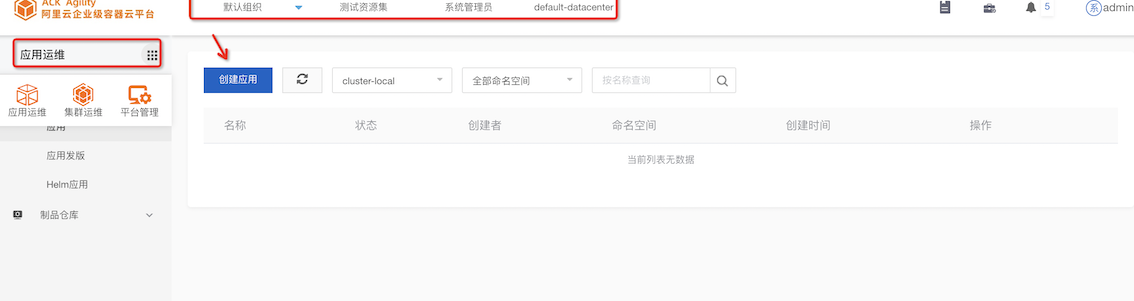 ACK Agility
阿里云企业级容器云平台
默认组织 测试资源集 系统管理员 default-datacenter
5
系 admin
应用运维
应用运维 集群运维 平台管理
应用
应用发版
Helm应用
制品仓库
创建应用 cluster-local 全部命名空间 按名称查询
名称 状态 创建者 命名空间 创建时间 操作
当前列表无数据